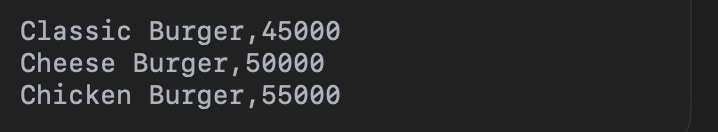 Classic Burger,45000
Cheese Burger,50000
Chicken Burger,55000